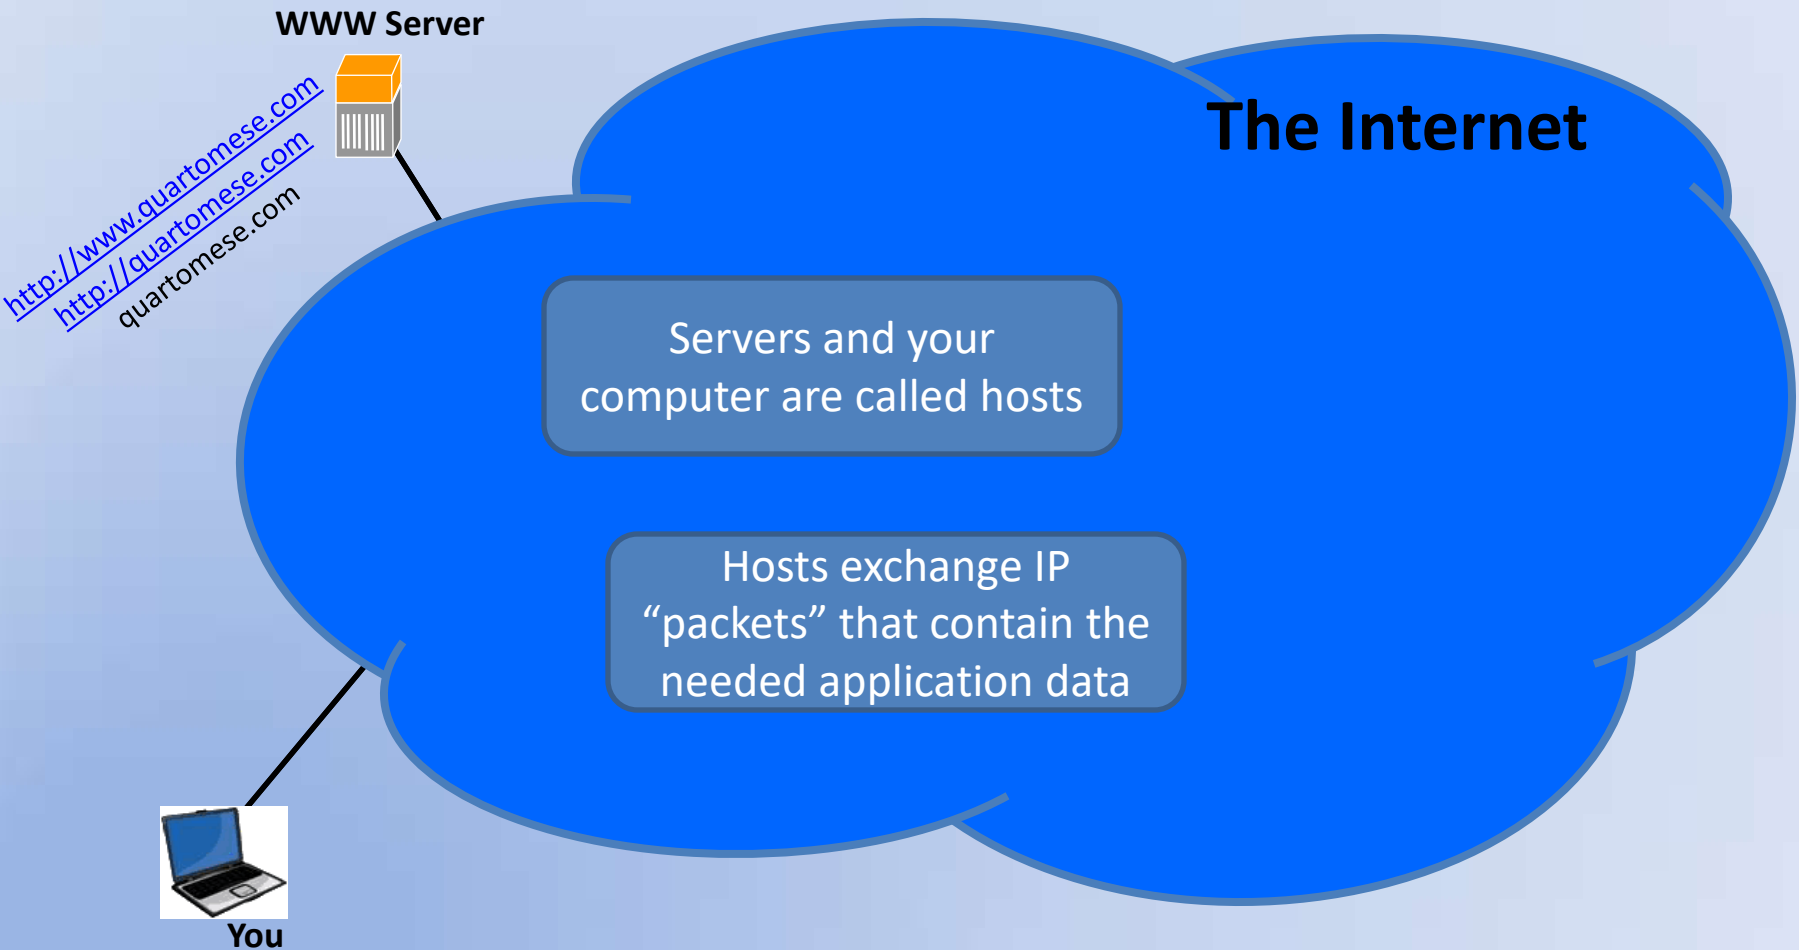 WWW Server
http://www.quartomese.com
http://quartomese.com
quartomese.com
The Internet
Servers and your
computer are called hosts
Hosts exchange IP
“packets” that contain the
needed application data
You